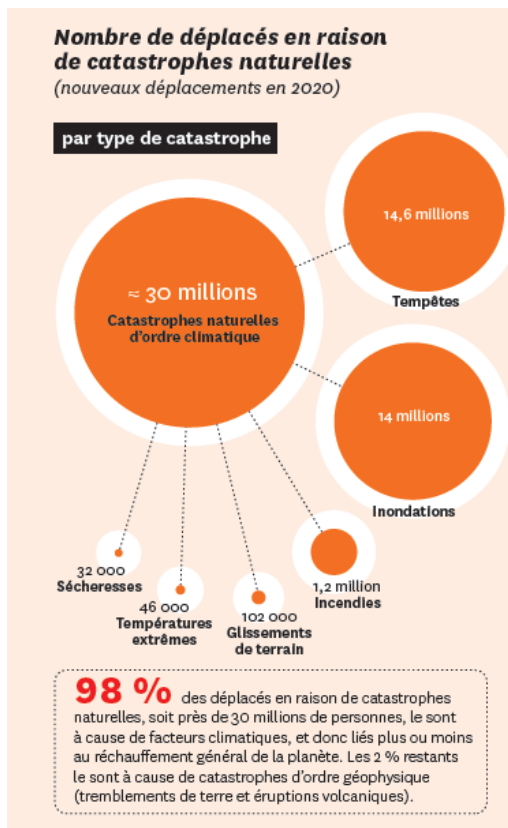 Nombre de déplacés en raison
de catastrophes naturelles
(nouveaux déplacements en 2020)
par type de catastrophe
14,6 millions
Tempêtes
≈ 30 millions
Catastrophes naturelles
d'ordre climatique
14 millions
Inondations
32 000
Sécheresses
46 000
Températures
extrêmes
102 000
Glissements
de terrain
1,2 million
Incendies
98 % des déplacés en raison de catastrophes
naturelles, soit près de 30 millions de personnes, le sont
à cause de facteurs climatiques, et donc liés plus ou moins
au réchauffement général de la planète. Les 2 % restants
le sont à cause de catastrophes d'ordre géophysique
(tremblements de terre et éruptions volcaniques).